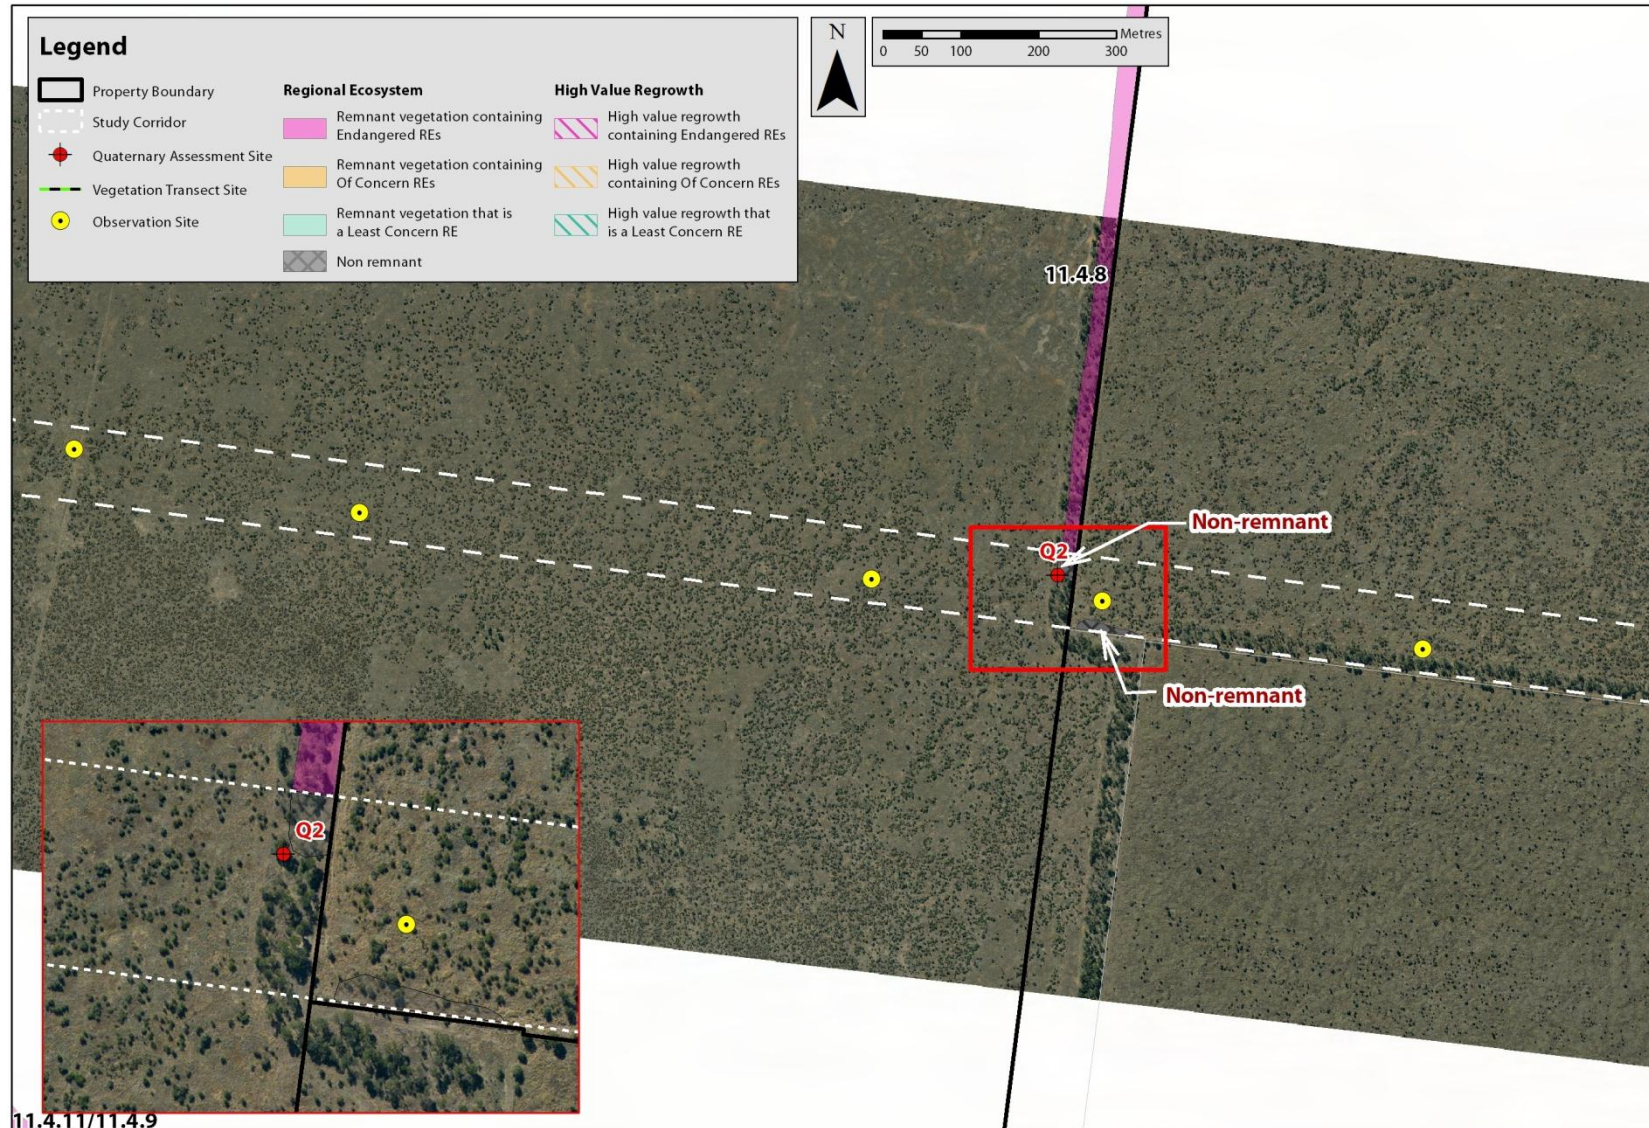 Legend
Property Boundary
Study Corridor
Quaternary Assessment Site
Vegetation Transect Site
Observation Site
Regional Ecosystem
Remnant vegetation containing
Endangered REs
Remnant vegetation containing
Of Concern REs
Remnant vegetation that is
a Least Concern RE
Non remnant
High Value Regrowth
High value regrowth
containing Endangered REs
High value regrowth
containing Of Concern REs
High value regrowth that
is a Least Concern RE
N
Metres
0 50 100 200 300
11.4.8
Non-remnant
Q2
Non-remnant
Q2
11.4.11/11.4.9